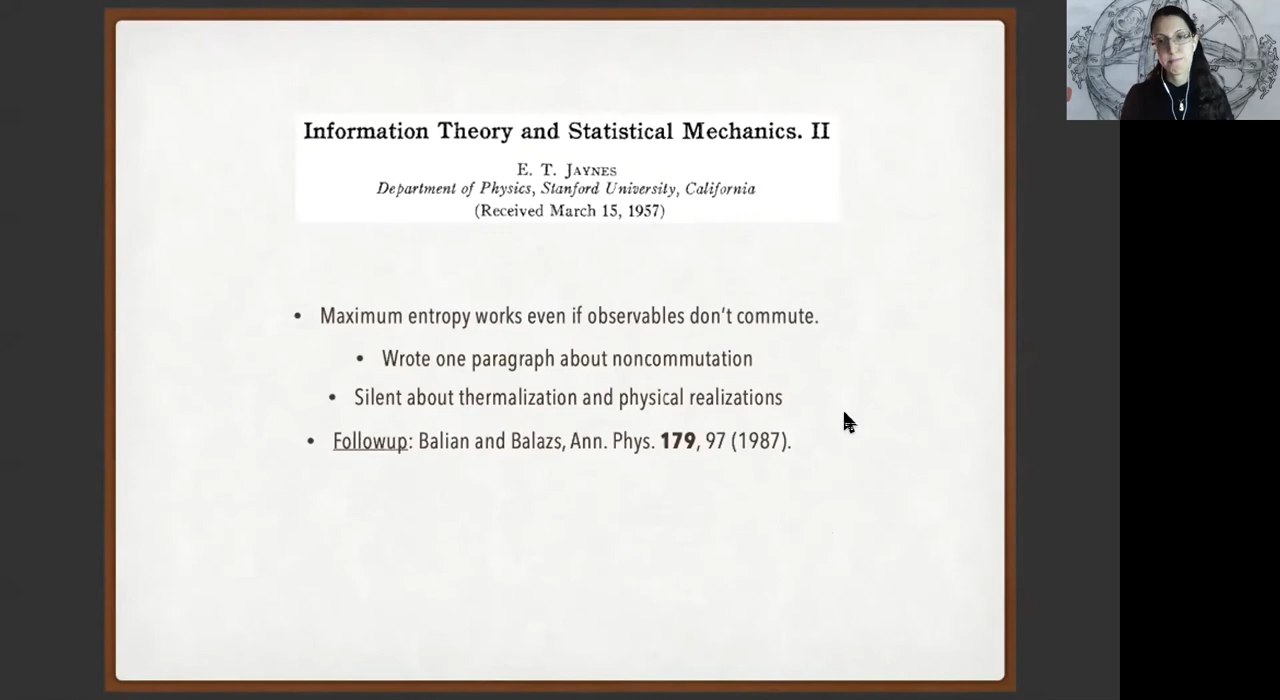 Information Theory and Statistical Mechanics. II
E. T. JAYNES
Department of Physics, Stanford University, California
(Received March 15, 1957)
• Maximum entropy works even if observables don't commute.
• Wrote one paragraph about noncommutation
• Silent about thermalization and physical realizations
• Followup: Balian and Balazs, Ann. Phys. 179, 97 (1987).